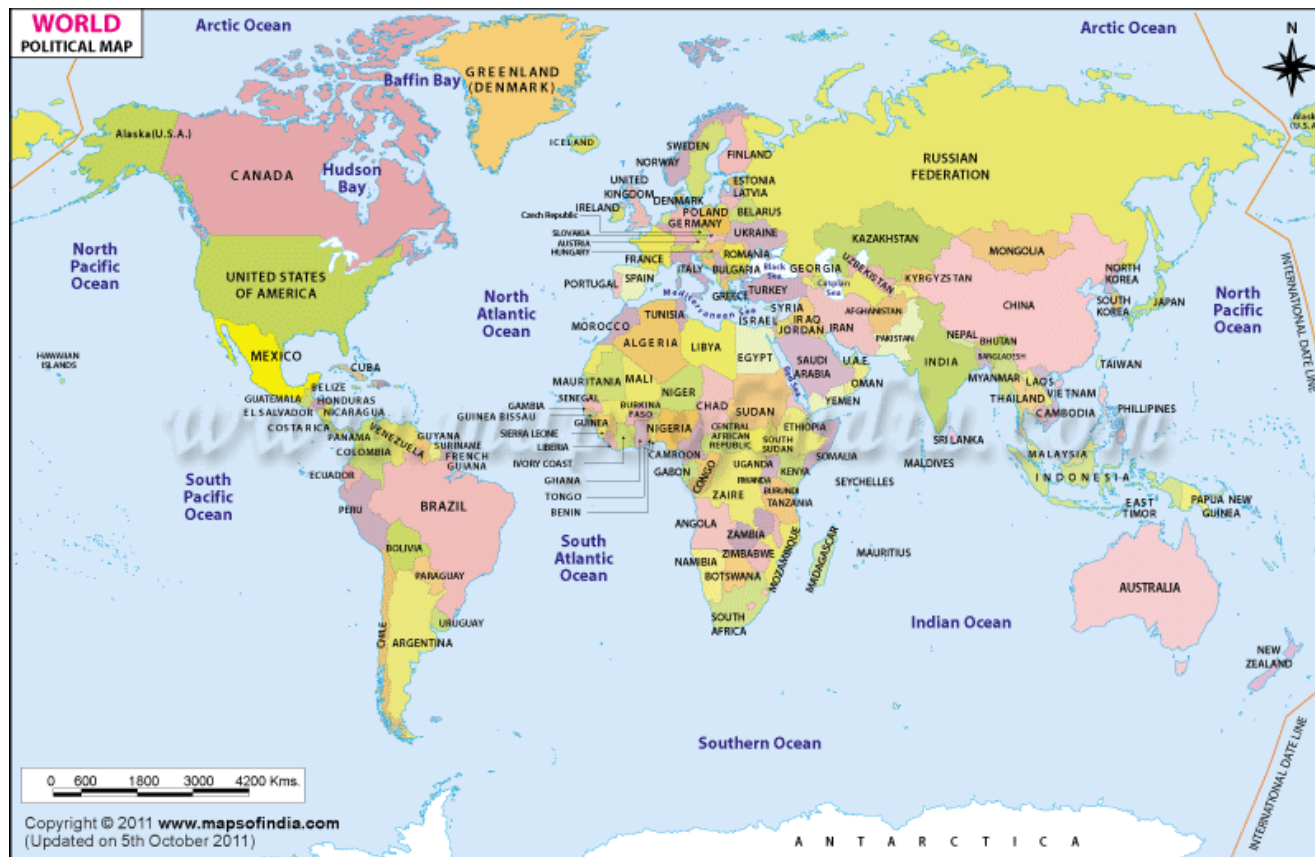 WORLD
POLITICAL MAP
Arctic Ocean
Arctic Ocean
N
Baffin Bay
GREENLAND
(DENMARK)
Alaska(U.S.A.)
Alaska
(U.S.A.)
ICELAND
SWEDEN
NORWAY
FINLAND
RUSSIAN
FEDERATION
CANADA
Hudson
Bay
UNITED
KINGDOM
ESTONIA
LATVIA
DENMARK
IRELAND
POLAND
BELARUS
GERMANY
Czech Republic
SLOVAKIA
AUSTRIA
HUNGARY
UKRAINE
KAZAKHSTAN
MONGOLIA
INTERNATIONAL DATE LINE
North
Pacific
Ocean
UNITED STATES
OF AMERICA
FRANCE
ROMANIA
ITALY
BULGARIA
Black
Sea
GEORGIA
Caspian
Sea
UZBEKISTAN
KYRGYZSTAN
NORTH
KOREA
PORTUGAL
SPAIN
GREECE
TURKEY
North
Atlantic
Ocean
Mediterranean Sea
SYRIA
ISRAEL
IRAQ
JORDAN
IRAN
AFGHANISTAN
CHINA
SOUTH
KOREA
JAPAN
North
Pacific
Ocean
MOROCCO
TUNISIA
ALGERIA
LIBYA
EGYPT
PAKISTAN
NEPAL
BHUTAN
BANGLADESH
INDIA
HAWAIIAN
ISLANDS
MEXICO
CUBA
SAUDI
ARABIA
U.A.E.
OMAN
Red Sea
YEMEN
TAIWAN
MYANMAR
LAOS
VIETNAM
THAILAND
CAMBODIA
PHILLIPINES
BELIZE
GUATEMALA
HONDURAS
EL SALVADOR
NICARAGUA
COSTA RICA
PANAMA
VENEZUELA
GUYANA
SURINAME
FRENCH
GUIANA
COLOMBIA
MAURITANIA
MALI
NIGER
CHAD
SUDAN
SENEGAL
GAMBIA
GUINEA BISSAU
GUINEA
BURKINA
FASO
NIGERIA
SIERRA LEONE
LIBERIA
IVORY COAST
GHANA
TONGO
BENIN
CENTRAL
AFRICAN
REPUBLIC
SOUTH
SUDAN
ETHIOPIA
SOMALIA
CAMROON
GABON
CONGO
UGANDA
KENYA
RWANDA
BURUNDI
ZAIRE
TANZANIA
SRI LANKA
MALDIVES
SEYCHELLES
MALAYSIA
INDONESIA
EAST
TIMOR
PAPUA NEW
GUINEA
ECUADOR
South
Pacific
Ocean
PERU
BRAZIL
BOLIVIA
PARAGUAY
CHILE
URUGUAY
ARGENTINA
South
Atlantic
Ocean
ANGOLA
ZAMBIA
ZIMBABWE
NAMIBIA
BOTSWANA
MOZAMBIQUE
MADAGASCAR
MAURITIUS
SOUTH
AFRICA
Indian Ocean
AUSTRALIA
NEW
ZEALAND
Southern Ocean
INTERNATIONAL DATE LINE
0 600 1800 3000 4200 Kms.
Copyright © 2011 www.mapsofindia.com
(Updated on 5th October 2011)
ANTARCTICA